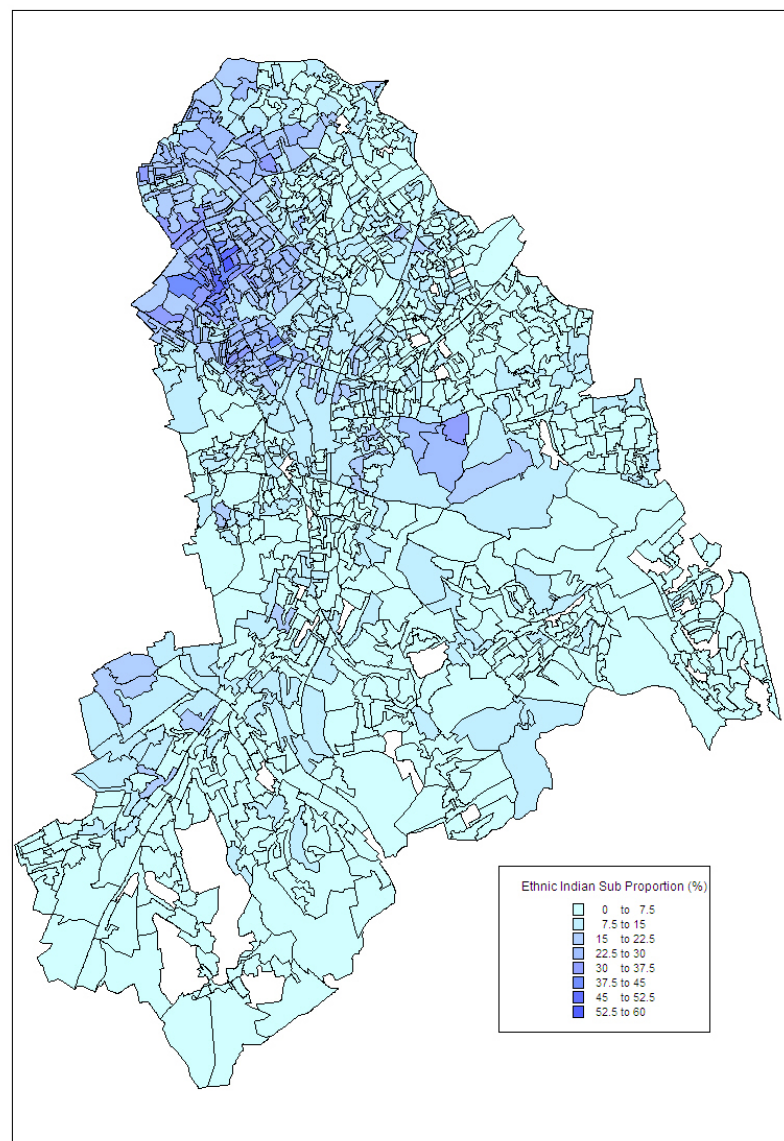 Ethnic Indian Sub Proportion (%)
0 to 7.5
7.5 to 15
15 to 22.5
22.5 to 30
30 to 37.5
37.5 to 45
45 to 52.5
52.5 to 60